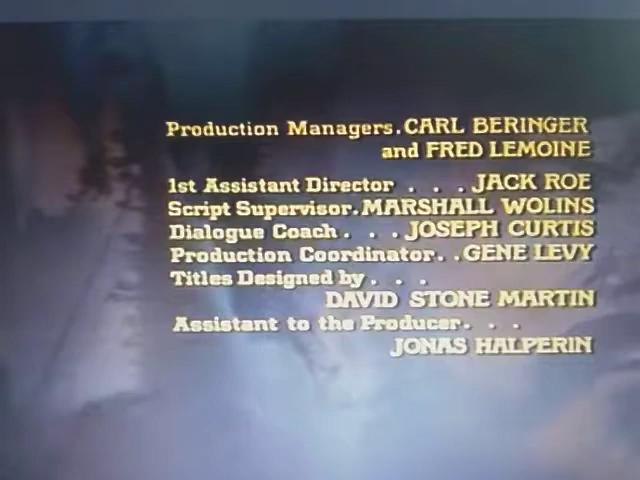 Production Managers.CARL BERINGER
and FRED LEMOINE
1st Assistant Director . . . JACK ROE
Script Supervisor.MARSHALL WOLINS
Dialogue Coach. . . JOSEPH CURTIS
Production Coordinator. . GENE LEVY
Titles Designed by. . .
DAVID STONE MARTIN
Assistant to the Producer. . .
JONAS HALPERIN